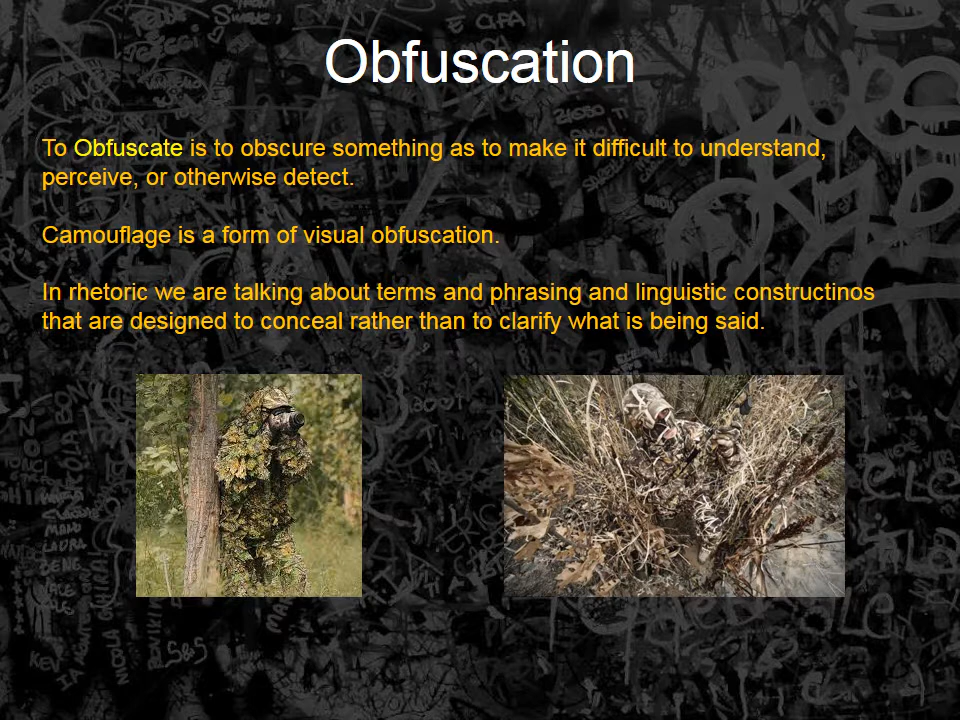 Obfuscation
To Obfuscate is to obscure something as to make it difficult to understand,
perceive, or otherwise detect.
Camouflage is a form of visual obfuscation.
In rhetoric we are talking about terms and phrasing and linguistic constructinos
that are designed to conceal rather than to clarify what is being said.
KEV
S&S